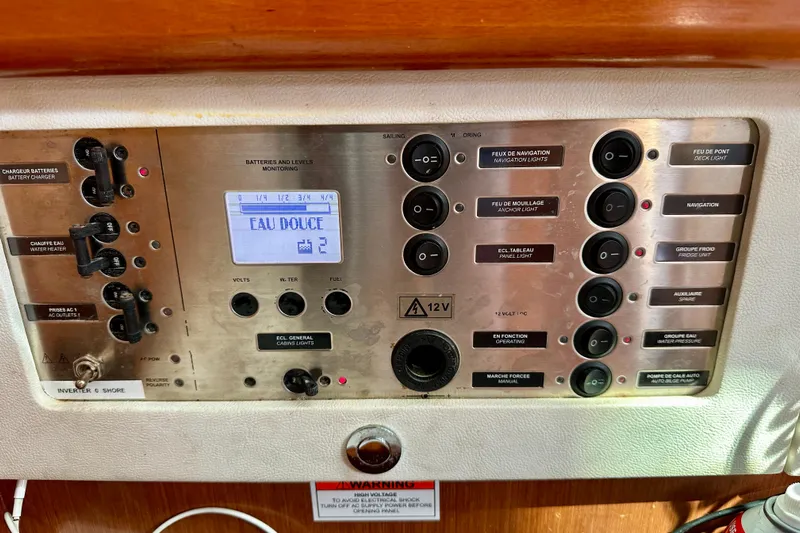 CHARGEUR BATTERIES
BATTERY CHARGER
CHAUFFE EAU
WATER HEATER
OFF
OFF
PRISES AC 1
AC OUTLETS 1
REVERSE
POLARITY
INVERTER 0 SHORE
BATTERIES AND LEVELS
MONITORING
0 1/4 1/2 3/4 4/4
EAU DOUCE
2
VOLTS
FUEL
ECL GENERAL
CABINS LIGHTS
SAILING
FEUX DE NAVIGATION
NAVIGATION LIGHTS
FEU DE MOUILLAGE
ANCHOR LIGHT
ECL.TABLEAU
PANEL LIGHT
12V
EN FONCTION
OPERATING
MARCHE FORCEE
MANUAL
FEU DE PONT
DECK LIGHT
NAVIGATION
GROUPE FROID
FRIDGE UNIT
AUXILIAIRE
SPARE
GROUPE EAU
WATER PRESSURE
POMPE DE CALE AUTO
AUTO BILGE PUMP
WARNING
HIGH VOLTAGE
TO AVOID ELECTRICAL SHOCK
TURN OFF AC SUPPLY POWER BEFORE
OPENING PANEL